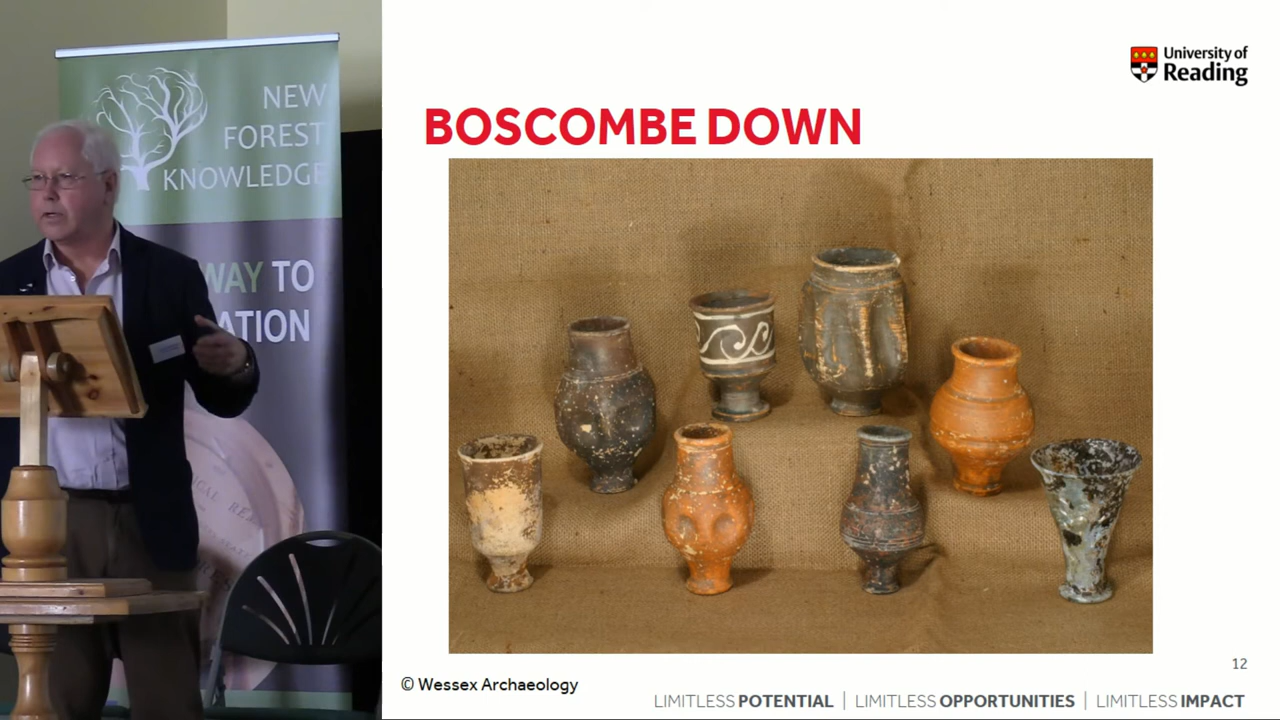 NEW
FOREST
KNOWLEDGE
WAY TO
ATION
University of
Reading
BOSCOMBE DOWN
© Wessex Archaeology
12
LIMITLESS POTENTIAL | LIMITLESS OPPORTUNITIES | LIMITLESS IMPACT